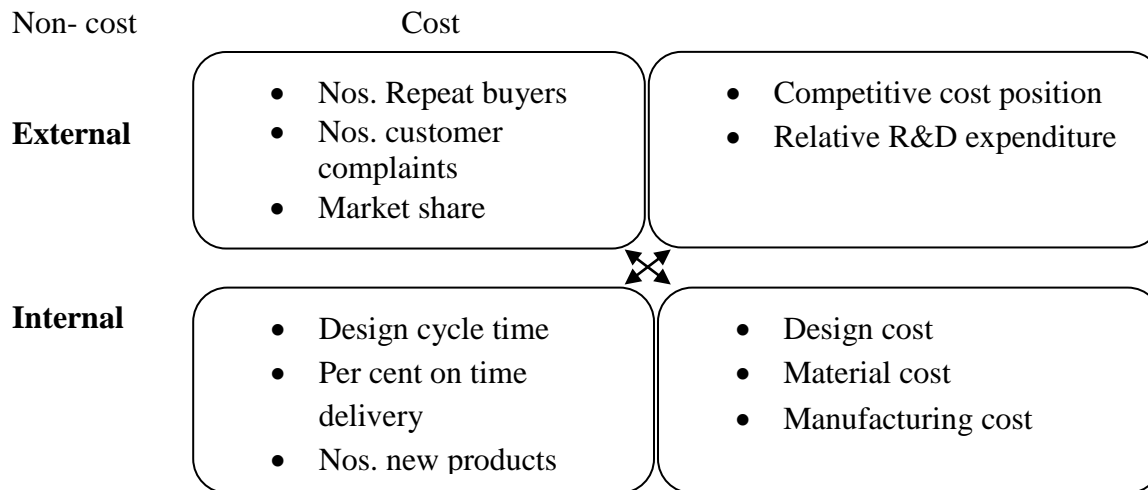 Non- cost Cost
External
• Nos. Repeat buyers
• Nos. customer
complaints
• Market share
• Competitive cost position
• Relative R&D expenditure
Internal
• Design cycle time
• Per cent on time
delivery
• Nos. new products
• Design cost
• Material cost
• Manufacturing cost